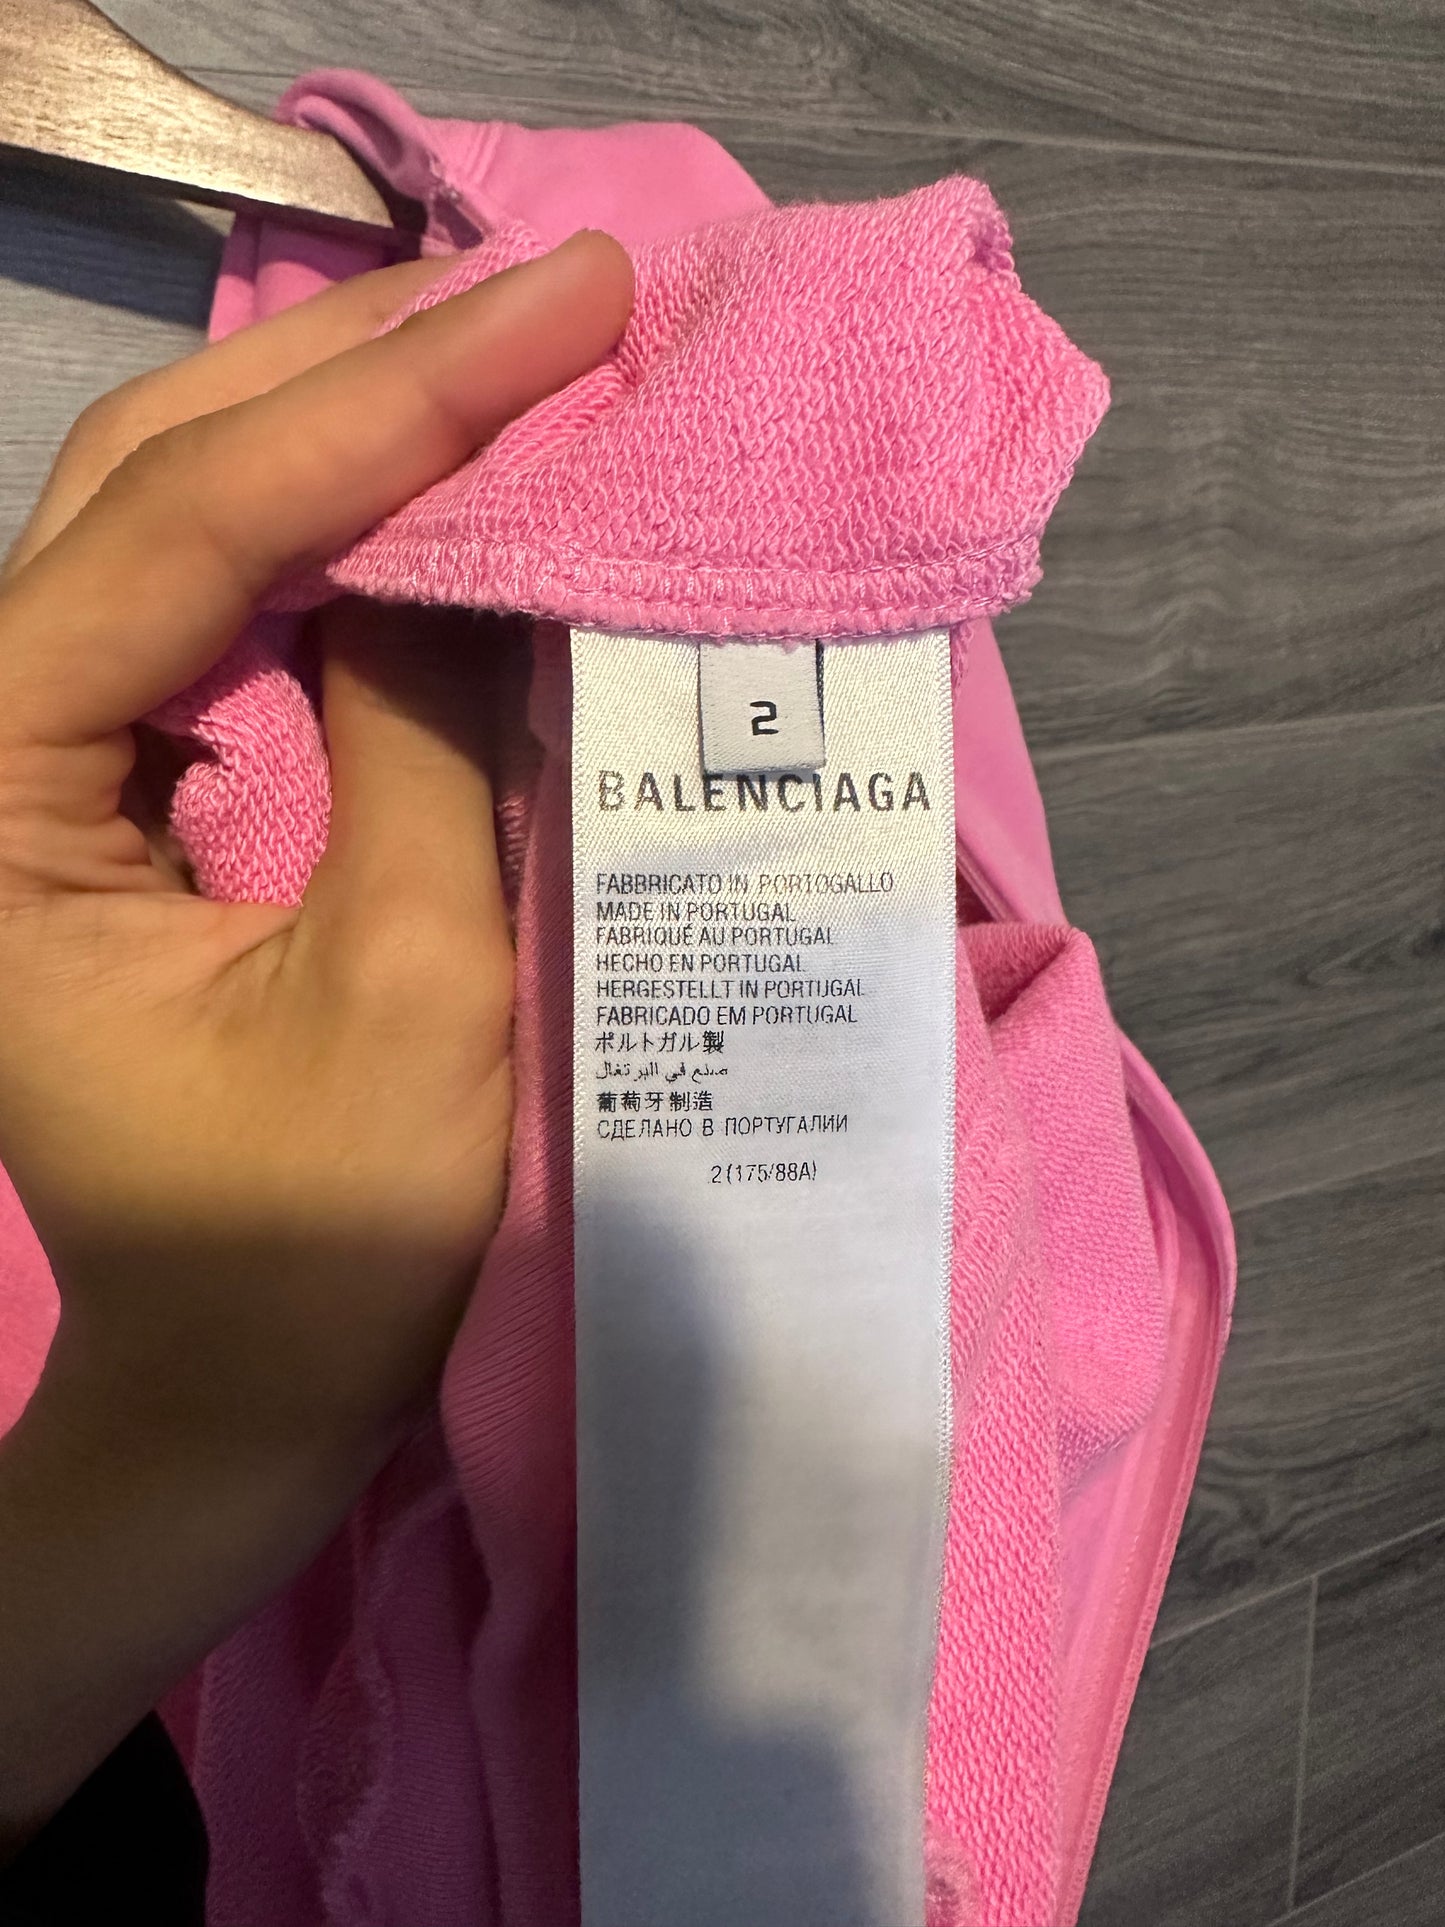 2
BALENCIAGA
FABBRICATO IN PORTOGALLO
MADE IN PORTUGAL
FABRIQUÉ AU PORTUGAL
HECHO EN PORTUGAL
HERGESTELLT IN PORTUGAL
FABRICADO EM PORTUGAL
ポルトガル製
صنع في البرتغال
葡萄牙制造
СДЕЛАНО В ПОРТУГАЛИИ
2(175/88A)